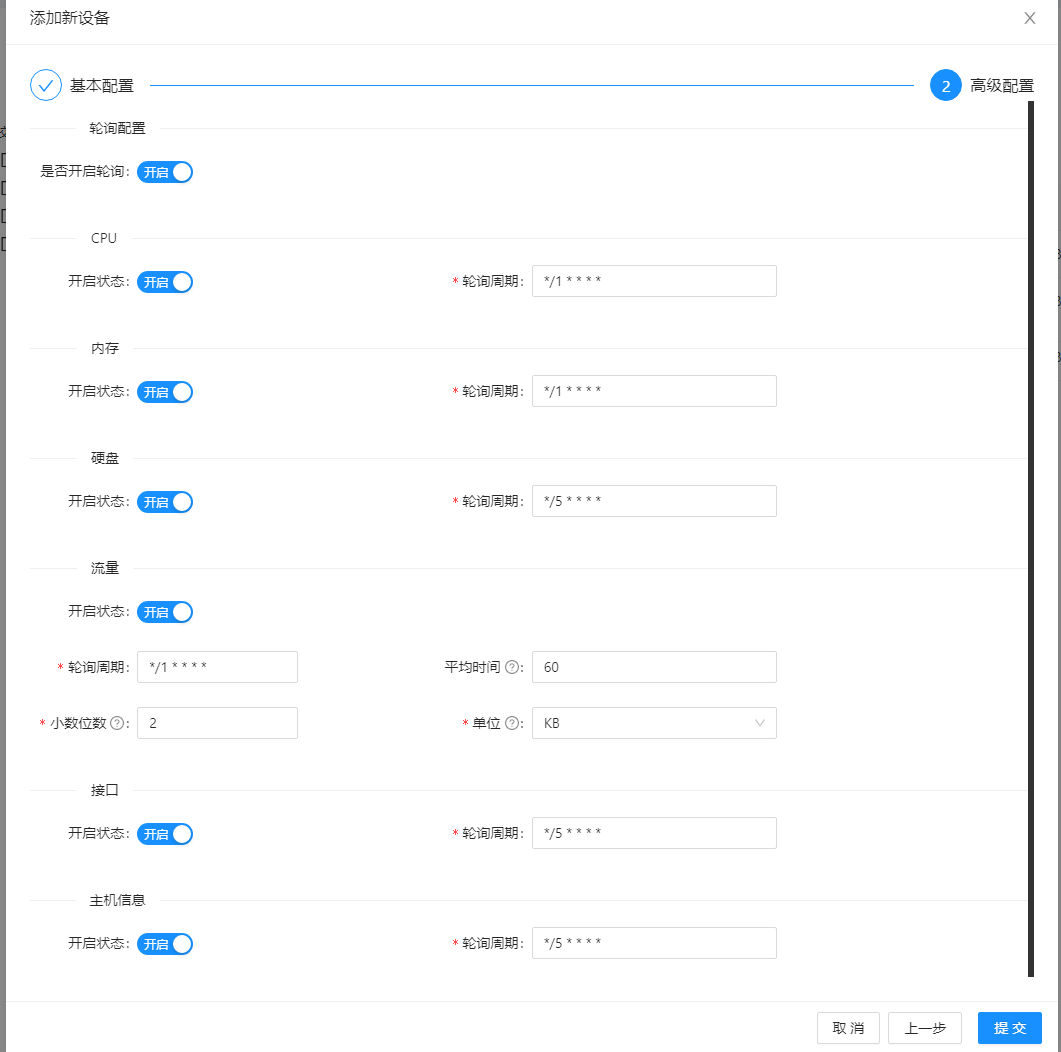 添加新设备
基本配置
2 高级配置
轮询配置
是否开启轮询: 开启
CPU
开启状态: 开启 * 轮询周期: */1 * * * *
内存
开启状态: 开启 * 轮询周期: */1 * * * *
硬盘
开启状态: 开启 * 轮询周期: */5 * * * *
流量
开启状态: 开启
* 轮询周期: */1 * * * * 平均时间 ?: 60
* 小数位数 ?: 2 * 单位 ?: KB
接口
开启状态: 开启 * 轮询周期: */5 * * * *
主机信息
开启状态: 开启 * 轮询周期: */5 * * * *
取 消 上一步 提 交